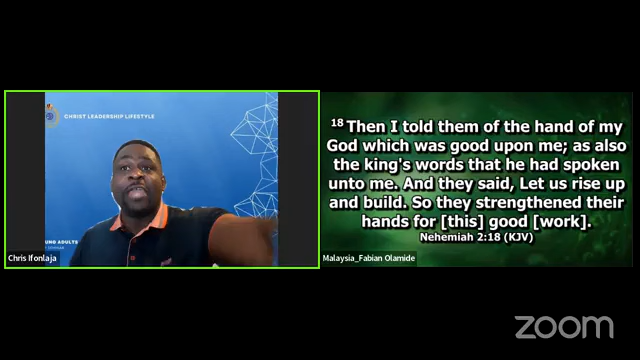 CHRIST LEADERSHIP LIFESTYLE
UNG ADULTS
Chris Ifonlaja
18 Then I told them of the hand of my
God which was good upon me; as also
the king's words that he had spoken
unto me. And they said, Let us rise up
and build. So they strengthened their
hands for [this] good [work].
Nehemiah 2:18 (KJV)
Malaysia_Fabian Olamide
zoom